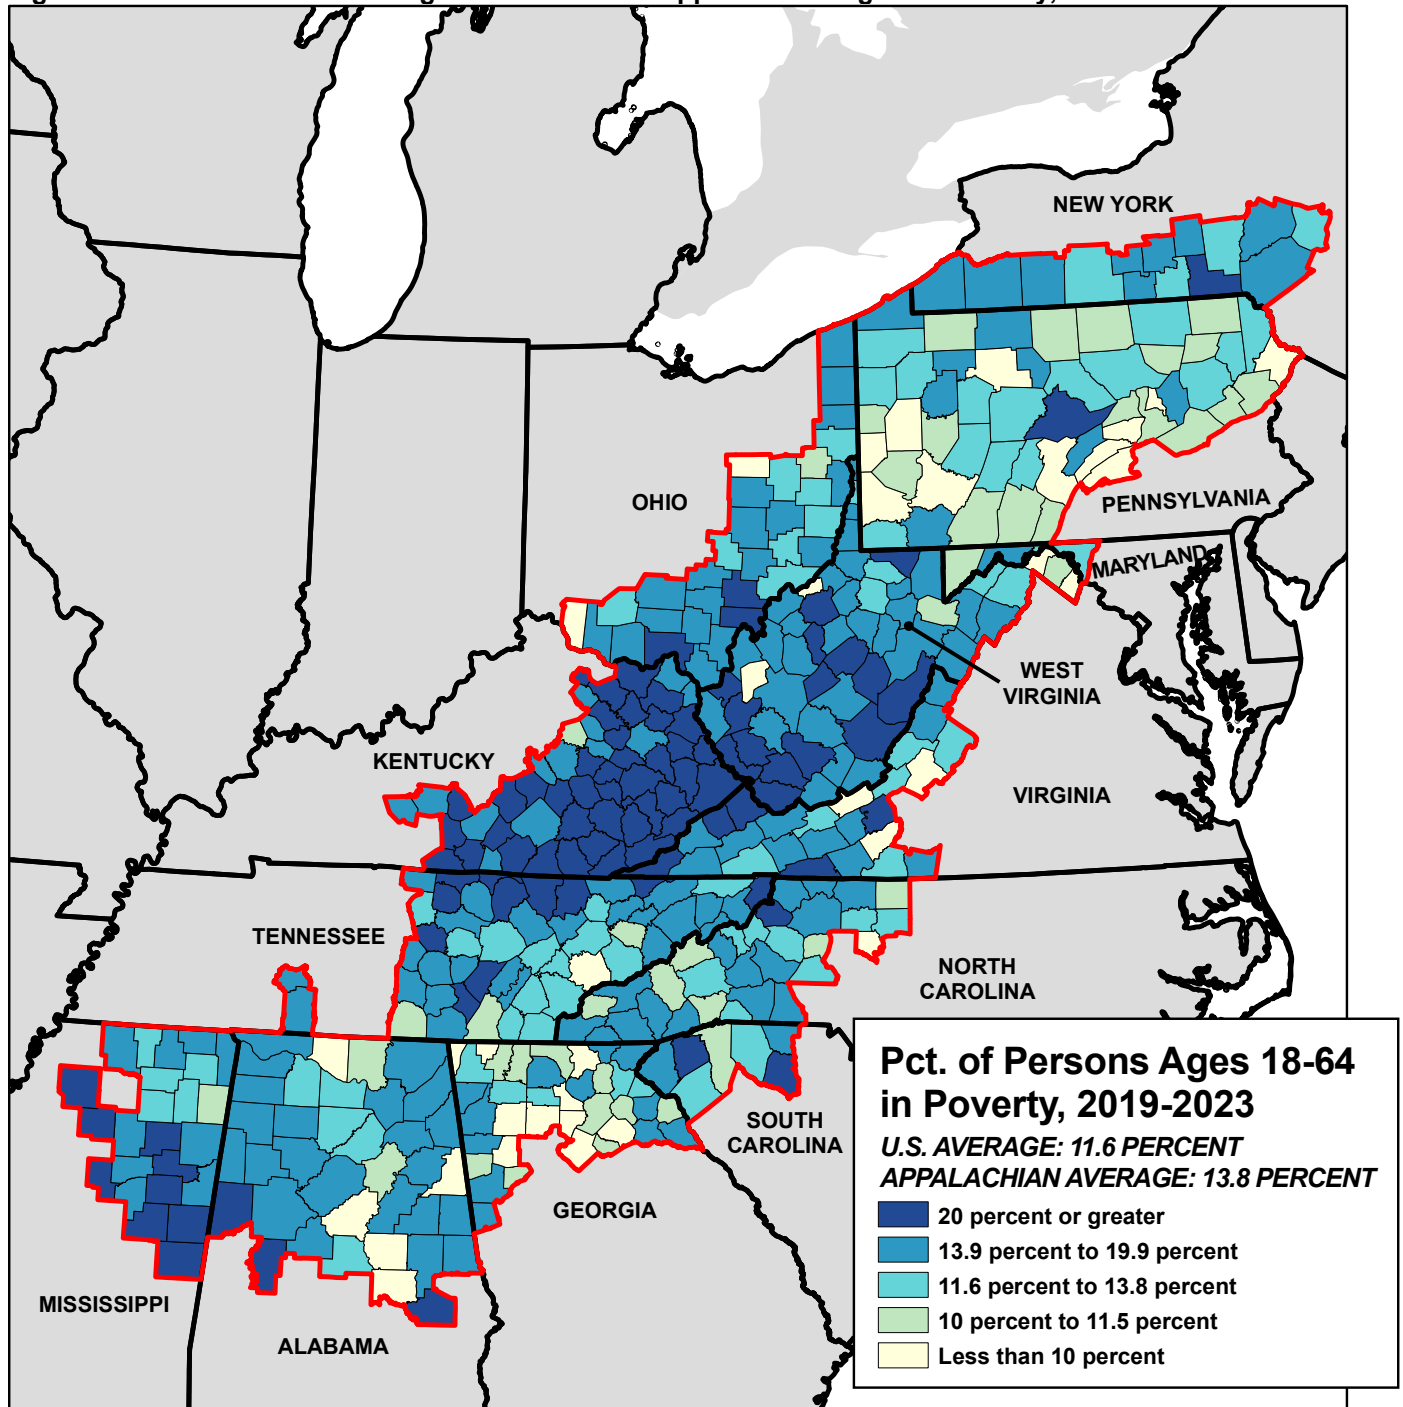 NEW YORK
OHIO
PENNSYLVANIA
MARYLAND
WEST
VIRGINIA
KENTUCKY
VIRGINIA
TENNESSEE
NORTH
CAROLINA
SOUTH
CAROLINA
GEORGIA
MISSISSIPPI
ALABAMA
Pct. of Persons Ages 18-64
in Poverty, 2019-2023
U.S. AVERAGE: 11.6 PERCENT
APPALACHIAN AVERAGE: 13.8 PERCENT
20 percent or greater
13.9 percent to 19.9 percent
11.6 percent to 13.8 percent
10 percent to 11.5 percent
Less than 10 percent